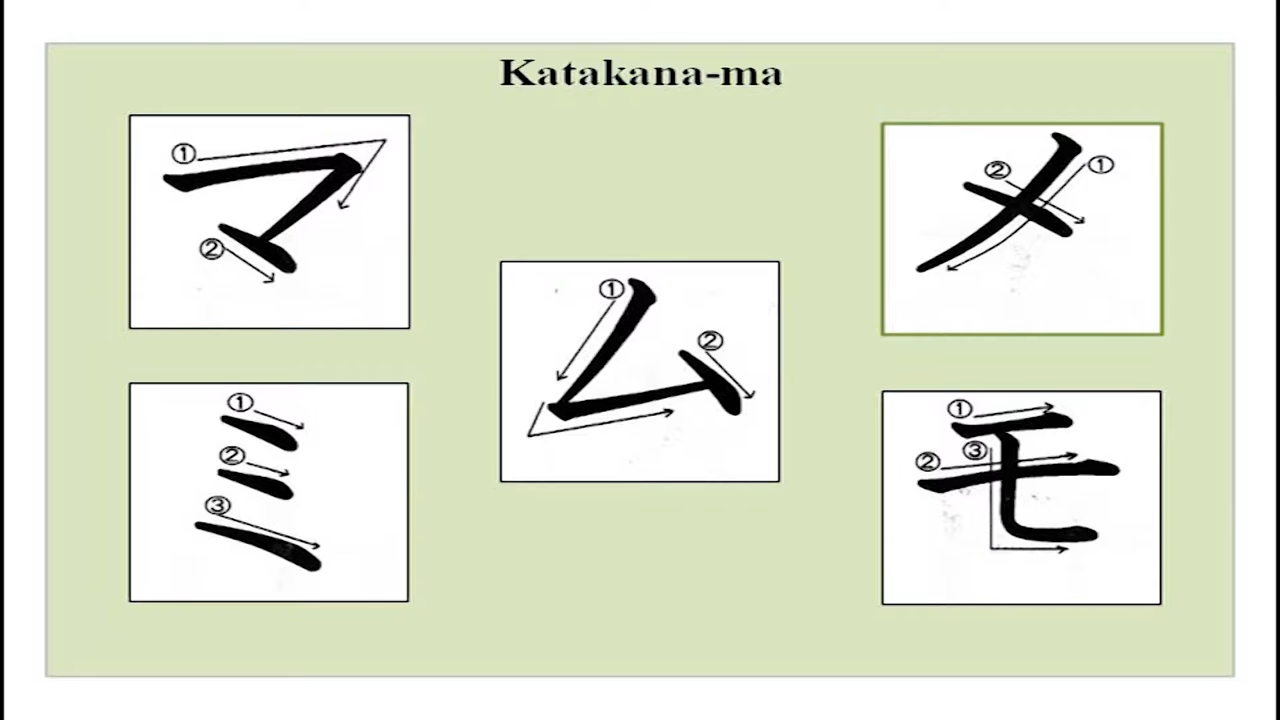 Katakana-ma
① ②
マ
① ② ③
ミ
① ②
ム
① ②
メ
① ② ③
モ